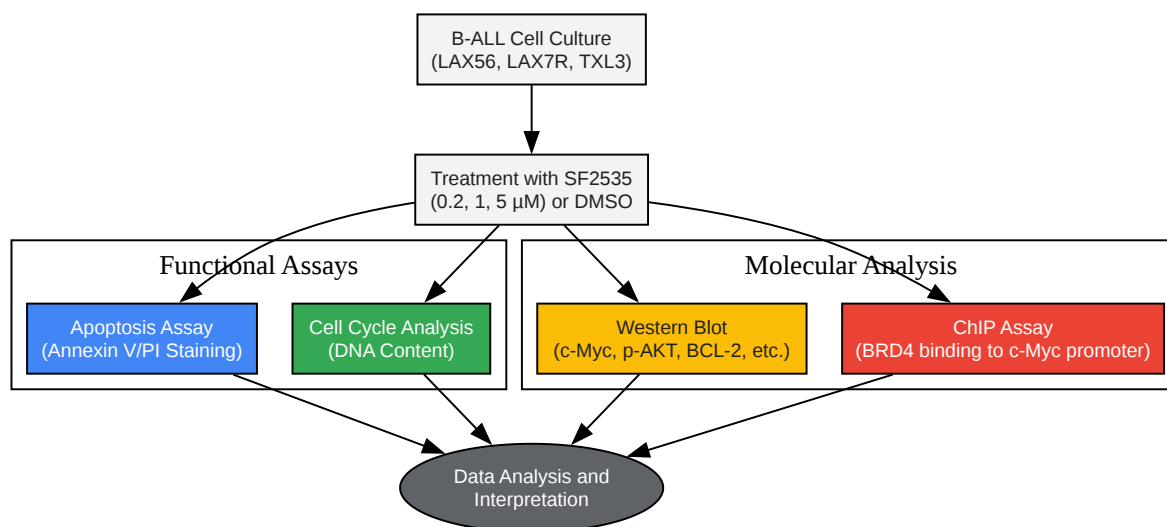 B-ALL Cell Culture
(LAX56, LAX7R, TXL3)
Treatment with SF2535
(0.2, 1, 5 µM) or DMSO
Functional Assays
Molecular Analysis
Apoptosis Assay
(Annexin V/PI Staining)
Cell Cycle Analysis
(DNA Content)
Western Blot
(c-Myc, p-AKT, BCL-2, etc.)
ChIP Assay
(BRD4 binding to c-Myc promoter)
Data Analysis and
Interpretation